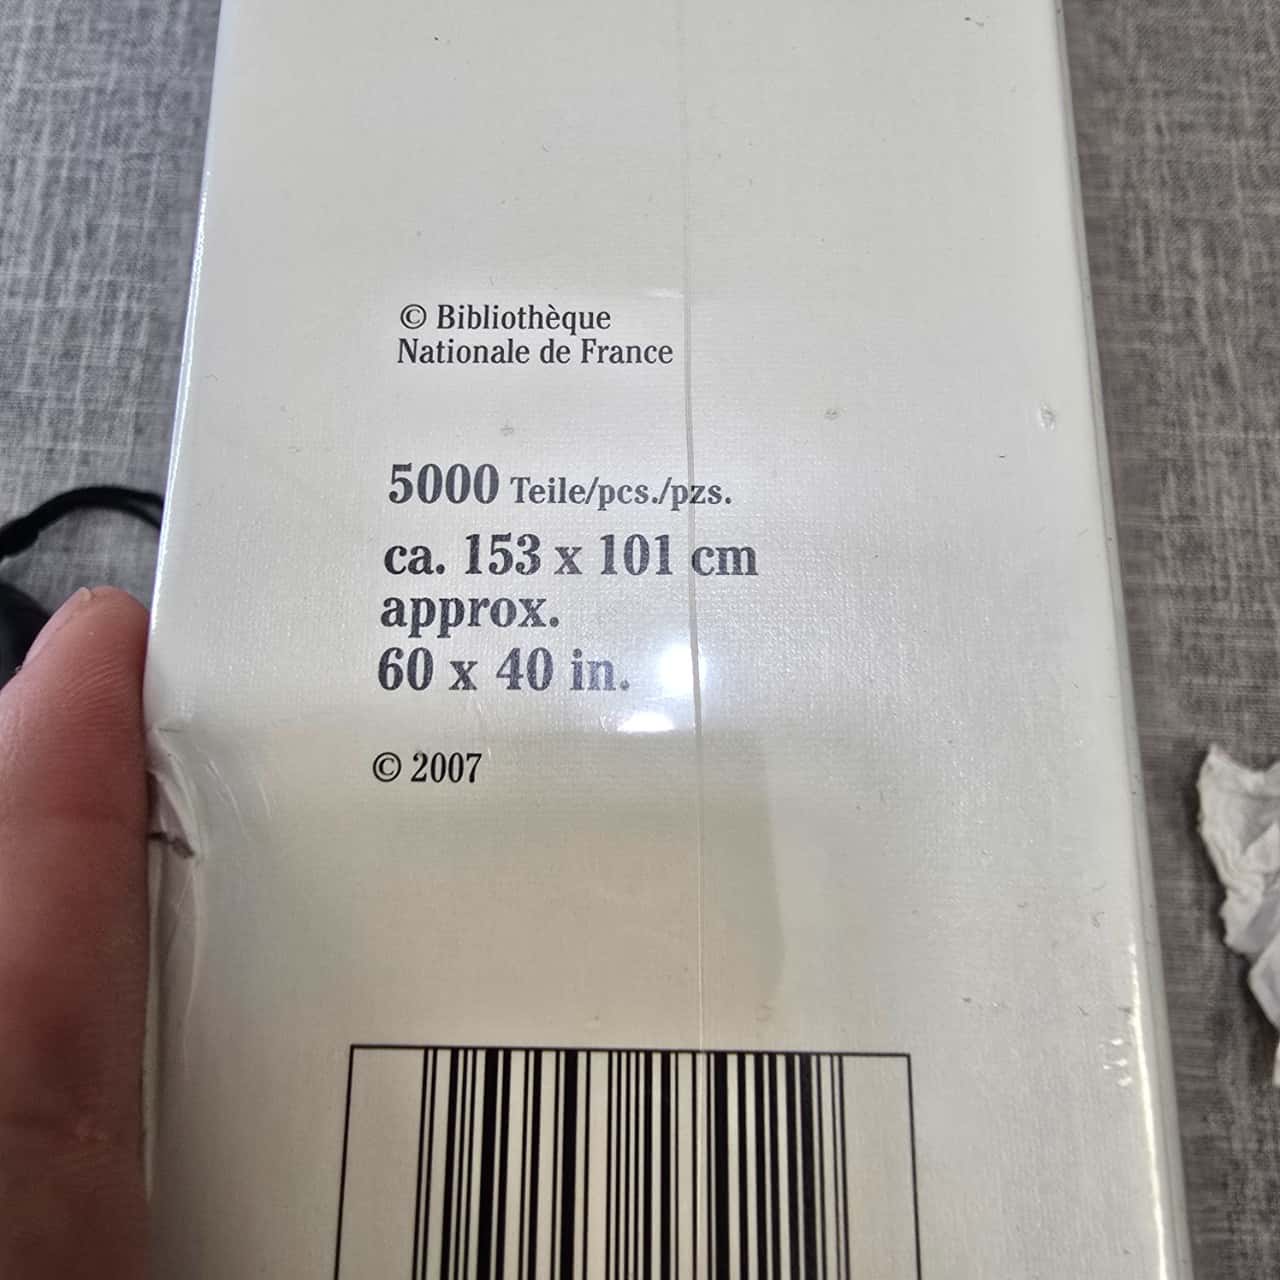 © Bibliothèque
Nationale de France
5000 Teile/pcs./pzs.
ca. 153 x 101 cm
approx.
60 x 40 in.
© 2007